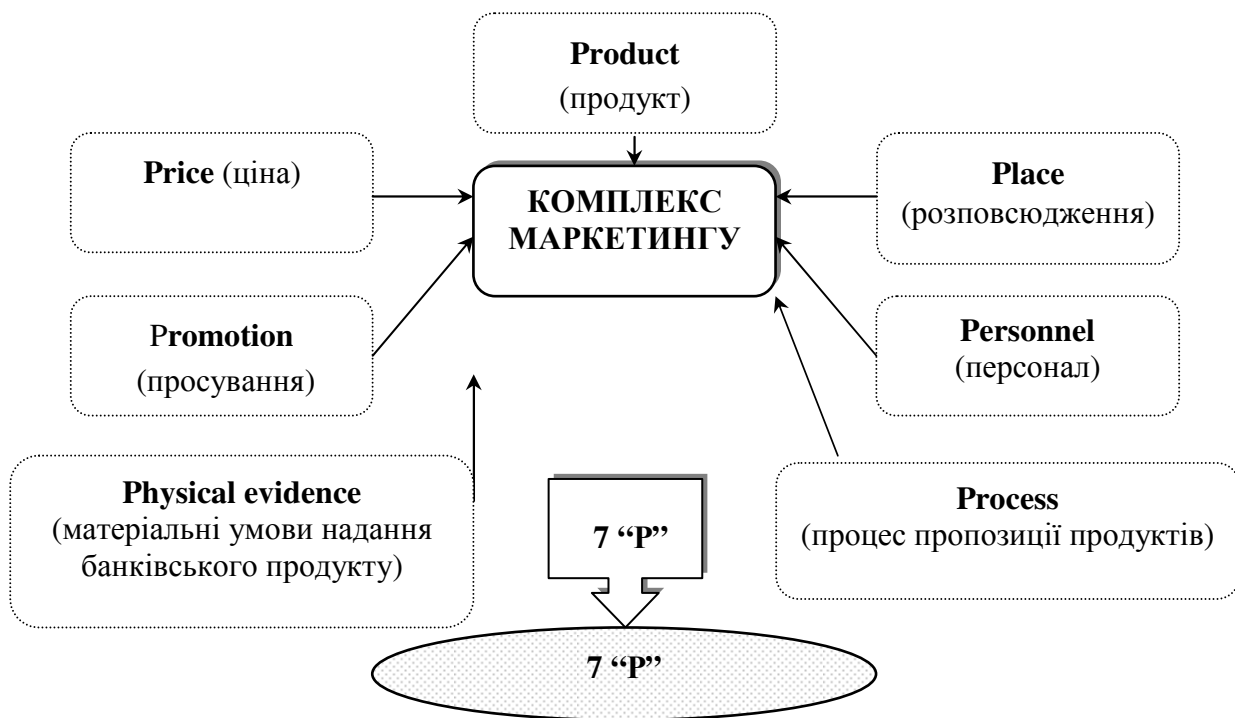 Product
(продукт)
Price (ціна)
КОМПЛЕКС
МАРКЕТИНГУ
Place
(розповсюдження)
Promotion
(просування)
Personnel
(персонал)
Physical evidence
(матеріальні умови надання
банківського продукту)
7 “P”
Process
(процес пропозиції продуктів)
7 “P”